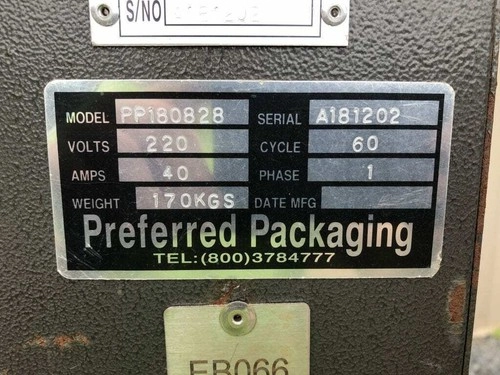 S/NO
MODEL PP180828 SERIAL A181202
VOLTS 220 CYCLE 60
AMPS 40 PHASE 1
WEIGHT 170KGS DATE MFG
Preferred Packaging
TEL:(800)3784777
EB066